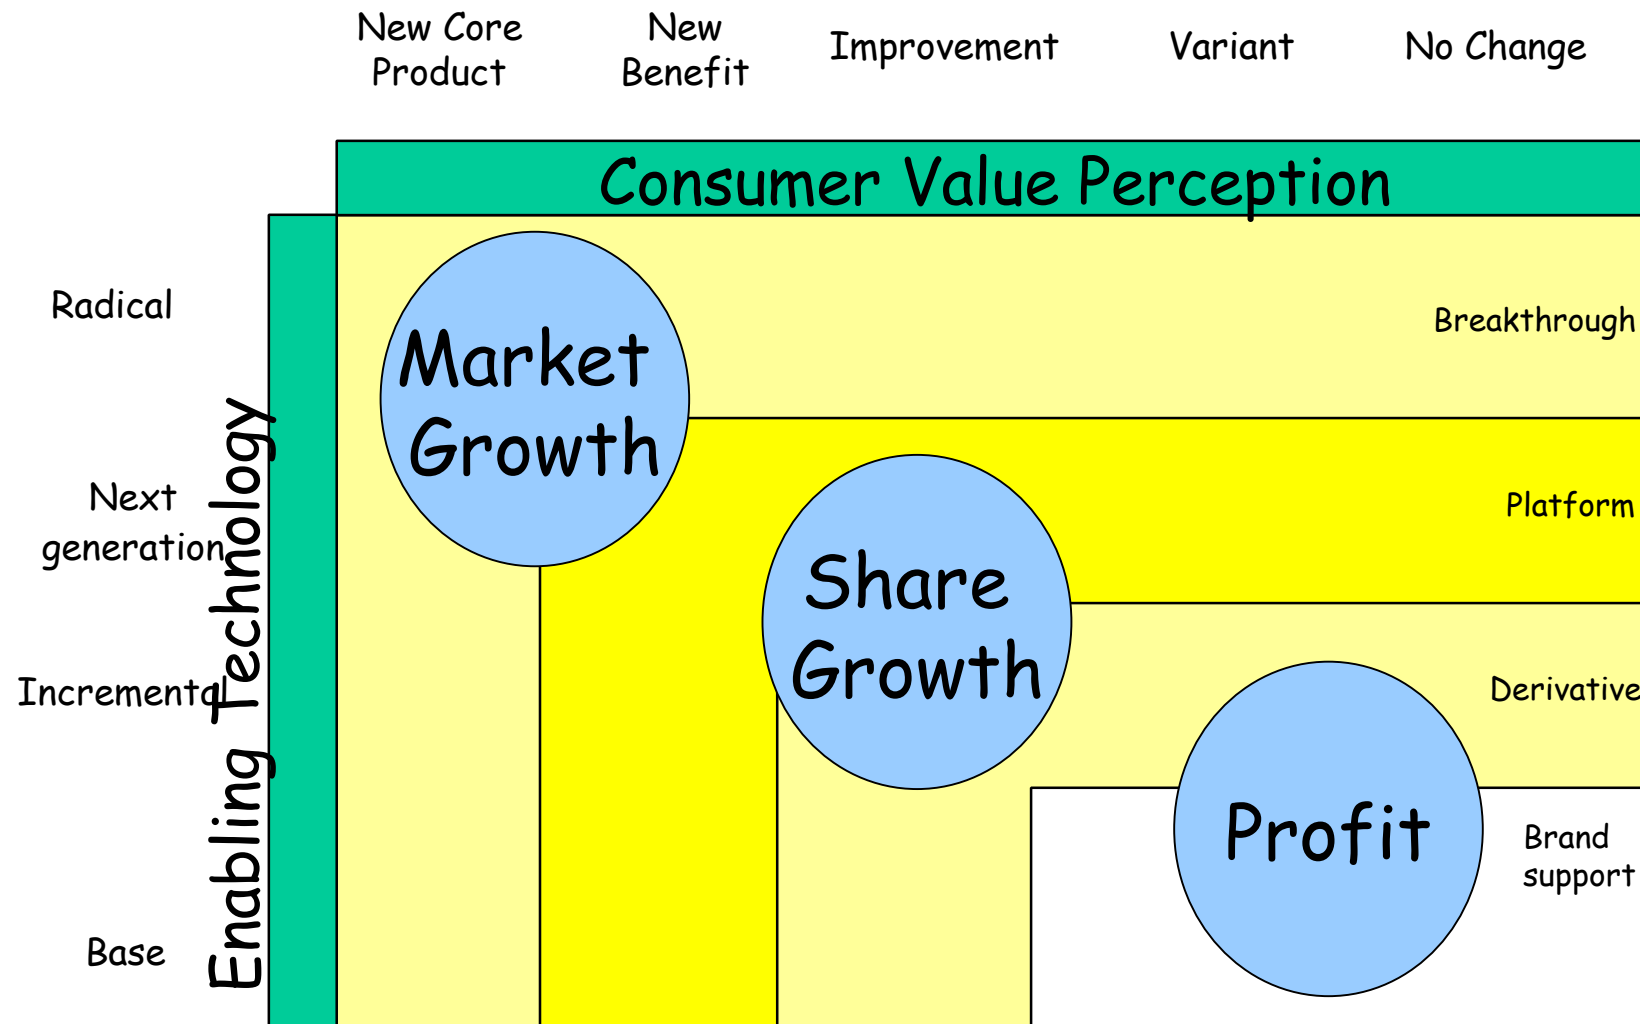 New Core
Product
New
Benefit
Improvement
Variant
No Change
Consumer Value Perception
Enabling Technology
Radical
Market
Growth
Breakthrough
Next
generation
Platform
Share
Growth
Incremental
Derivative
Profit
Brand
support
Base